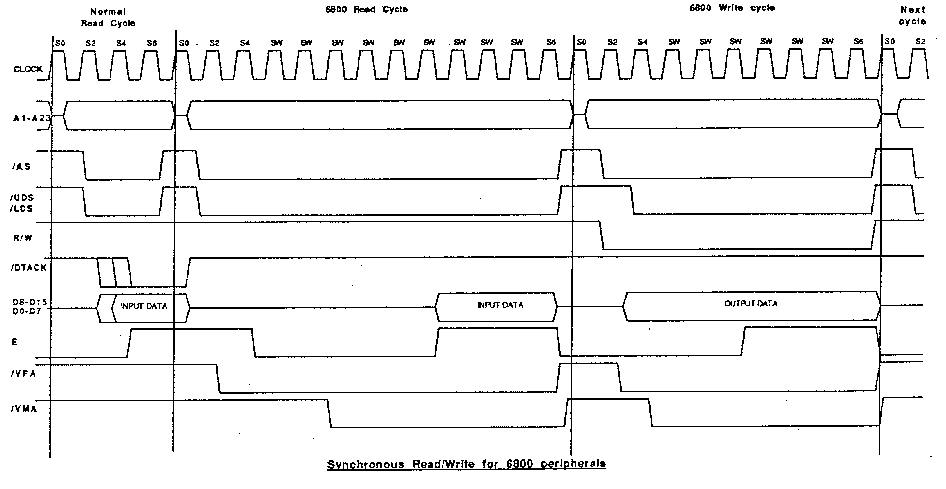 Normal
Read Cycle
6800 Read Cycle
6800 Write cycle
Next
cycle
S0 S2 S4 S6 S0 S2 S4 SW SW SW SW SW SW SW SW SW S6 S0 S2 S4 SW SW SW SW SW SW S6 S0 S2
CLOCK
A1-A23
/AS
/UDS
/LDS
R/W
/DTACK
D8-D15
D0-D7
INPUT DATA
INPUT DATA
OUTPUT DATA
E
/VPA
/VMA
Synchronous Read/Write for 6800 peripherals